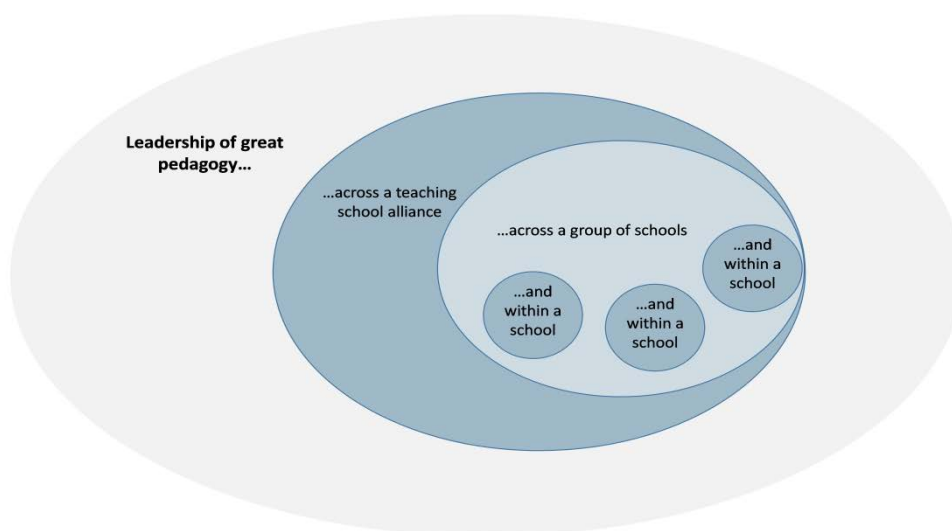 Leadership of great
pedagogy...
...across a teaching
school alliance
...across a group of schools
...and
within a
school
...and
within a
school
...and
within a
school